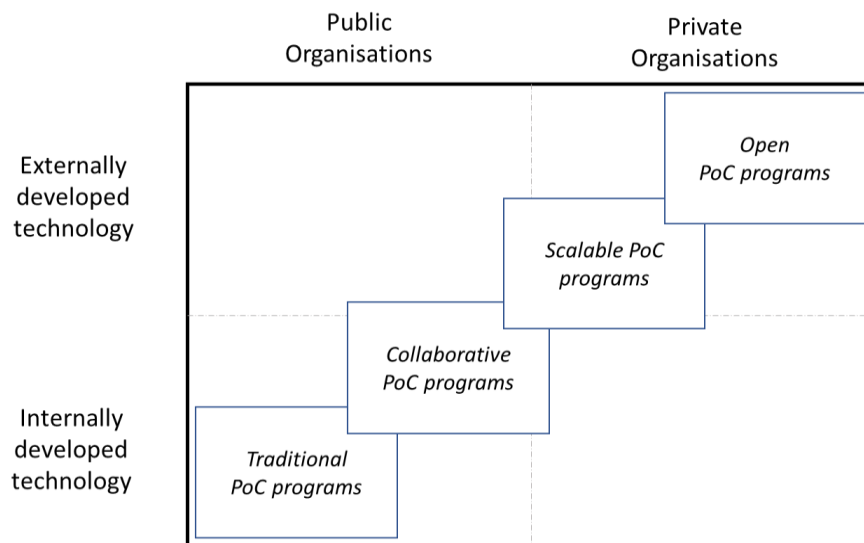 Public
Organisations
Private
Organisations
Externally
developed
technology
Open
PoC programs
Scalable PoC
programs
Collaborative
PoC programs
Internally
developed
technology
Traditional
PoC programs